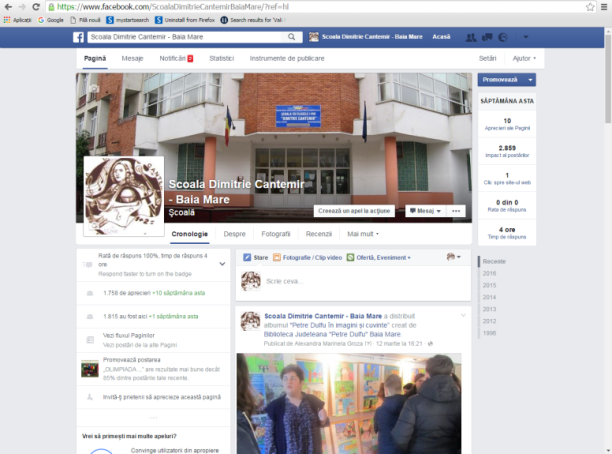 https://www.facebook.com/ScoalaDimitrieCantemirBaiaMare/?ref=hl
Aplicații Google Filă nouă mystartsearch Uninstall from Firefox Search results for 'Val
Scoala Dimitrie Cantemir - Baia Mare
Scoala Dimitrie Cantemir - Baia Mare Acasă
Pagină Mesaje Notificări 2 Statistici Instrumente de publicare Setări Ajutor
Promovează
SĂPTĂMÂNA ASTA
10
Aprecieri ale Paginii
2.859
Impact al postărilor
1
Clic spre site-ul web
0 din 0
Rata de răspuns
4 ore
Timp de răspuns
"DIMITRIE CANTEMIR"
Scoala Dimitrie Cantemir
- Baia Mare
Școală
Creează un apel la acțiune Mesaj
Cronologie Despre Fotografii Recenzii Mai mult
Recente
2016
2015
2014
2013
2012
1996
Rată de răspuns 100%, timp de răspuns 4
ore
Respond faster to turn on the badge
1.758 de aprecieri +10 săptămâna asta
1.815 au fost aici +1 săptămâna asta
Vezi fluxul Paginilor
Vezi postări de la alte Pagini
Promovează postarea
„OLIMPIADA ...” are rezultate mai bune decât
65% dintre postările tale recente.
Invită-ți prietenii să aprecieze această pagină
Vrei să primești mai multe apeluri?
Convinge utilizatorii din apropiere
Stare Fotografie / Clip video Ofertă, Eveniment +
Scrie ceva...
Scoala Dimitrie Cantemir - Baia Mare a distribuit
albumul "Petre Dulfu în imagini și cuvinte" creat de
Biblioteca Judeteana "Petre Dulfu" Baia Mare.
Publicat de Alexandra Marinela Groza [?] · 12 martie la 19:21